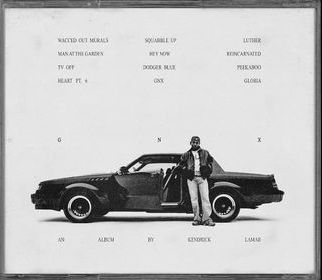 WACCED OUT MURALS SQUABBLE UP LUTHER
MAN AT THE GARDEN HEY NOW REINCARNATED
TV OFF DODGER BLUE PEEKABOO
HEART PT. 6 GNX GLORIA
G N X
AN ALBUM BY KENDRICK LAMAR